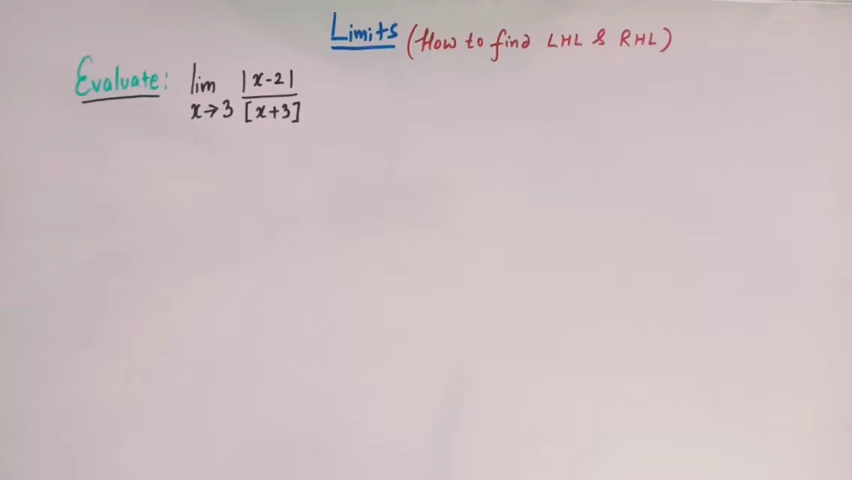 Limits (How to find LHL & RHL)
Evaluate: lim |x-2|
x→3 [x+3]